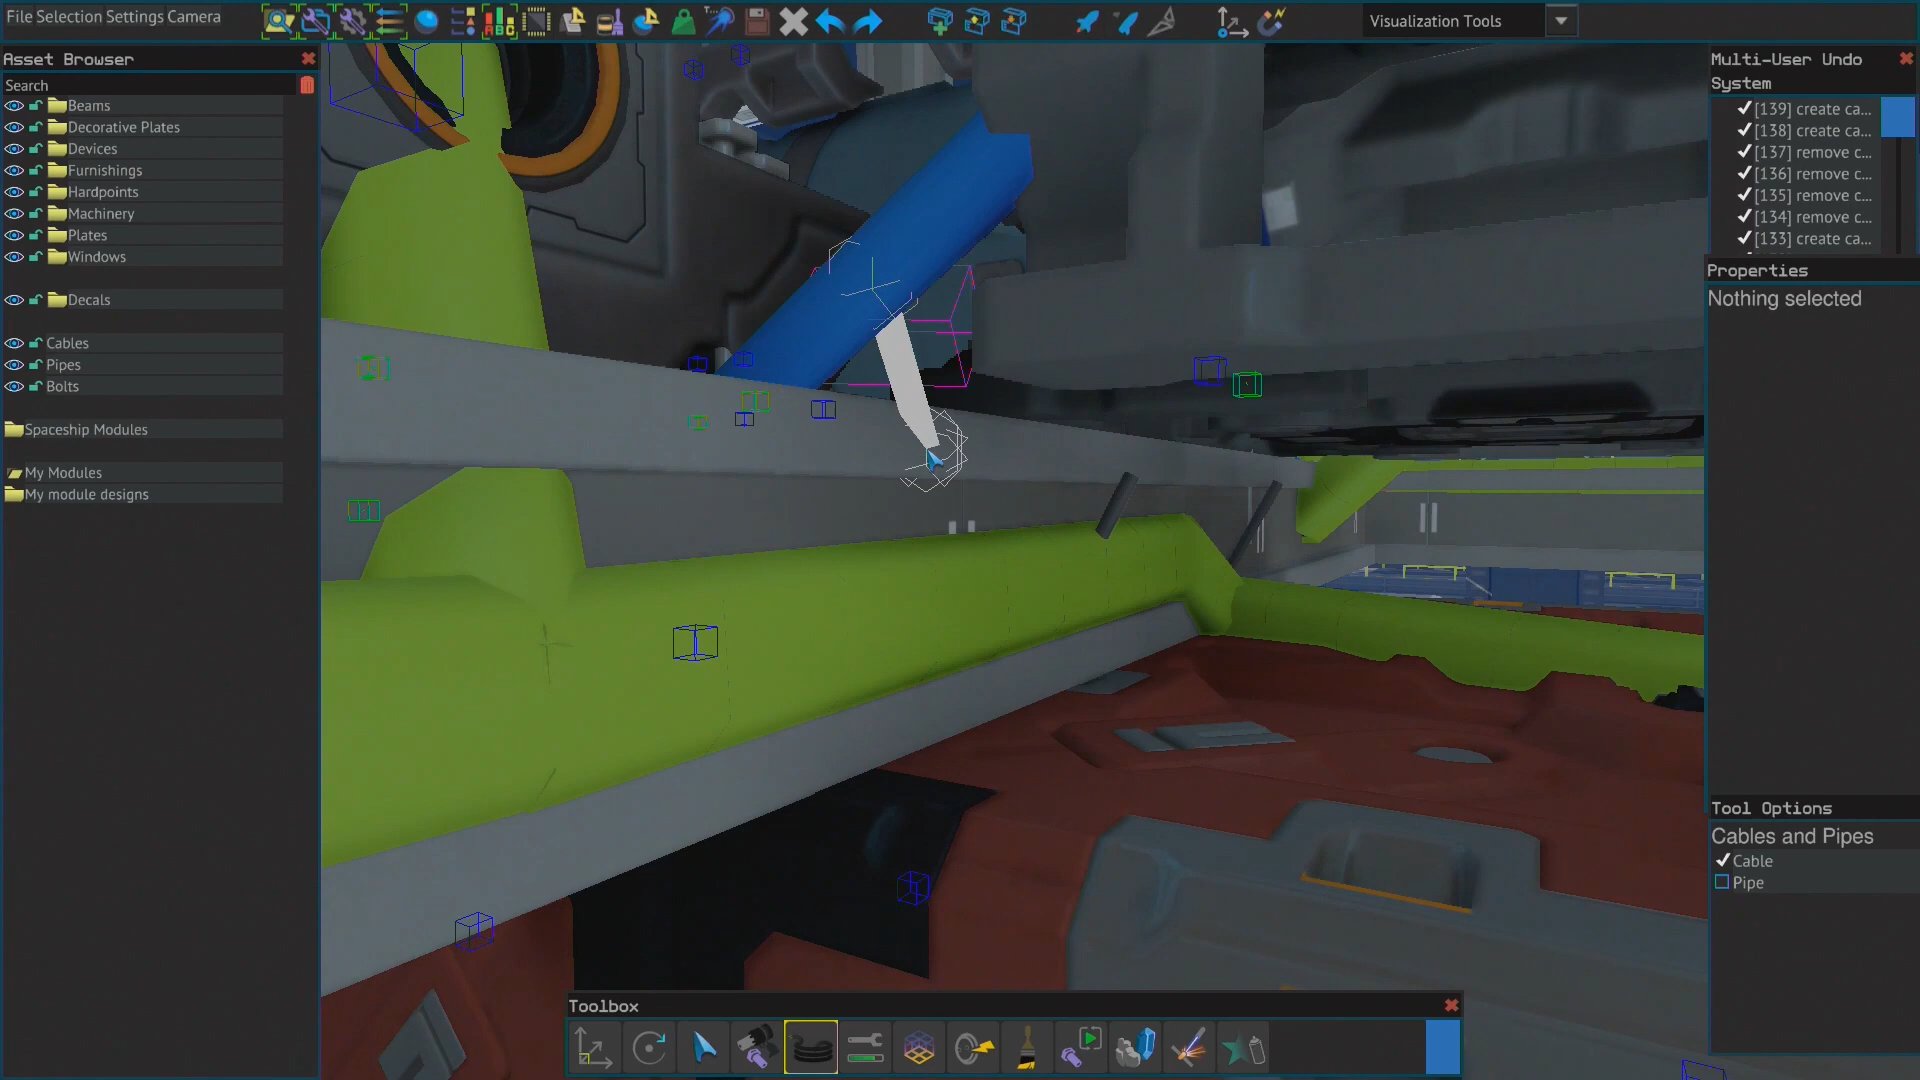 File Selection Settings Camera
Visualization Tools
Asset Browser
Search
Beams
Decorative Plates
Devices
Furnishings
Hardpoints
Machinery
Plates
Windows
Decals
Cables
Pipes
Bolts
Spaceship Modules
My Modules
My module designs
Multi-User Undo
System
[139] create ca...
[138] create ca...
[137] remove c...
[136] remove c...
[135] remove c...
[134] remove c...
[133] create ca...
Properties
Nothing selected
Tool Options
Cables and Pipes
Cable
Pipe
Toolbox